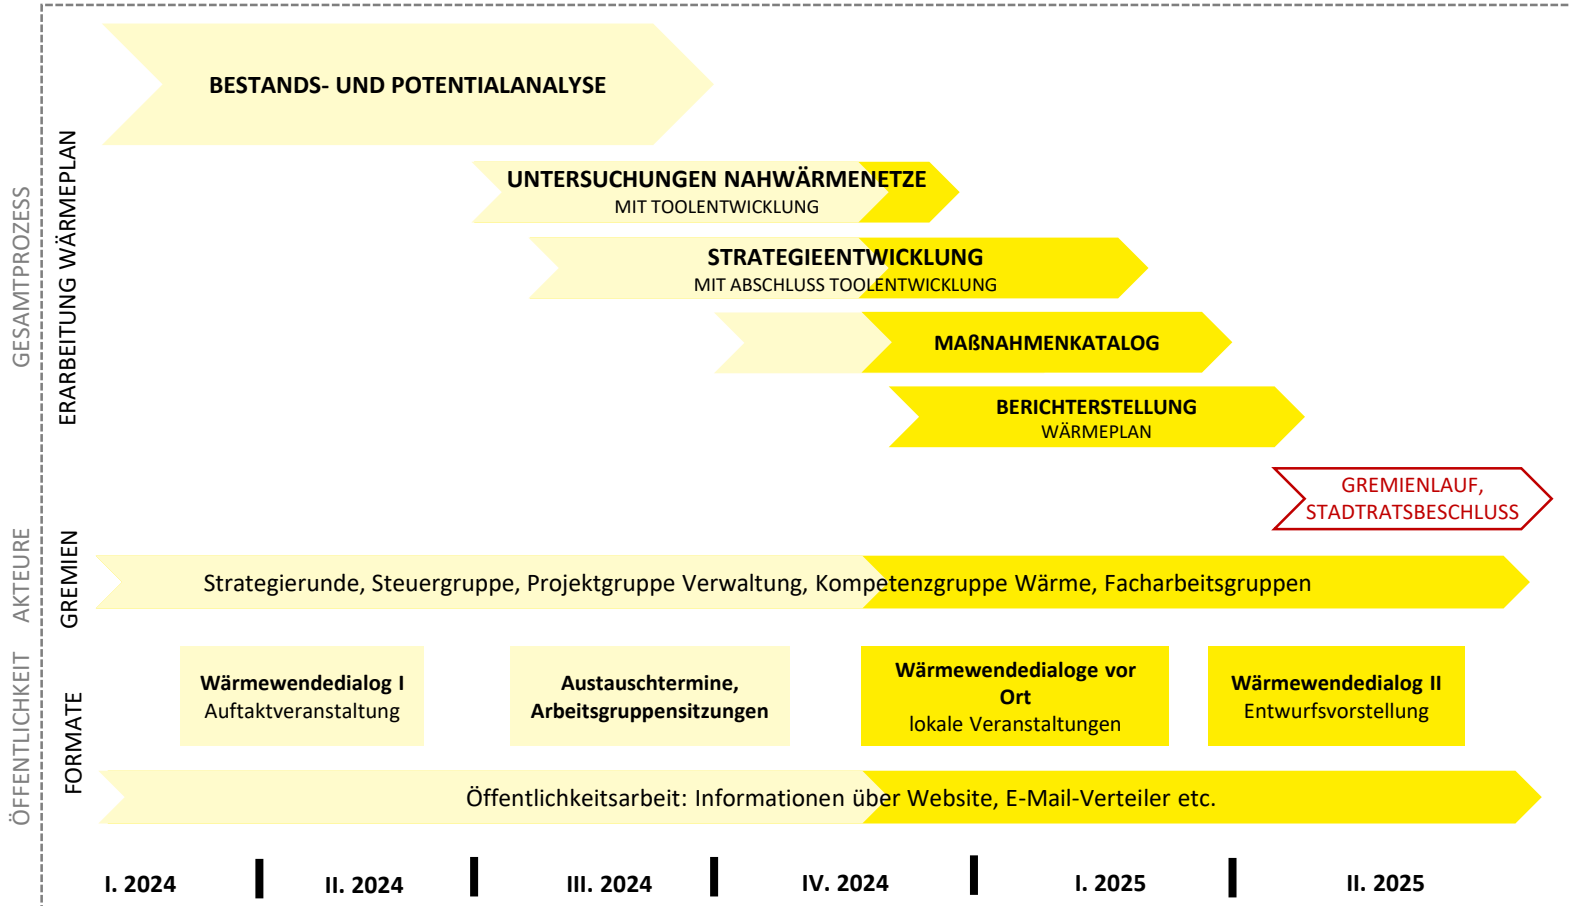 GESAMTPROZESS
ERARBEITUNG WÄRMEPLAN
BESTANDS- UND POTENTIALANALYSE
UNTERSUCHUNGEN NAHWÄRMENETZE
MIT TOOLENTWICKLUNG
STRATEGIEENTWICKLUNG
MIT ABSCHLUSS TOOLENTWICKLUNG
MAßNAHMENKATALOG
BERICHTERSTELLUNG
WÄRMEPLAN
GREMIENLAUF,
STADTRATSBESCHLUSS
AKTEURE
GREMIEN
Strategierunde, Steuergruppe, Projektgruppe Verwaltung, Kompetenzgruppe Wärme, Facharbeitsgruppen
ÖFFENTLICHKEIT
FORMATE
Wärmewendedialog I
Auftaktveranstaltung
Austauschtermine,
Arbeitsgruppensitzungen
Wärmewendedialoge vor
Ort
lokale Veranstaltungen
Wärmewendedialog II
Entwurfsvorstellung
Öffentlichkeitsarbeit: Informationen über Website, E-Mail-Verteiler etc.
I. 2024
II. 2024
III. 2024
IV. 2024
I. 2025
II. 2025